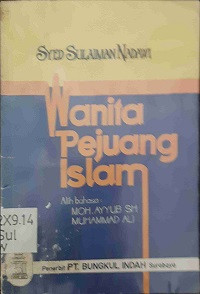 SYED SULAIMAN NADAWI
Wanita
Pejuang
Islam
Alih bahasa :
MOH. AYYUB SH
MUHAMMAD ALI
2X9.14
Sul
w
Penerbit PT. BUNGKUL INDAH Surabaya